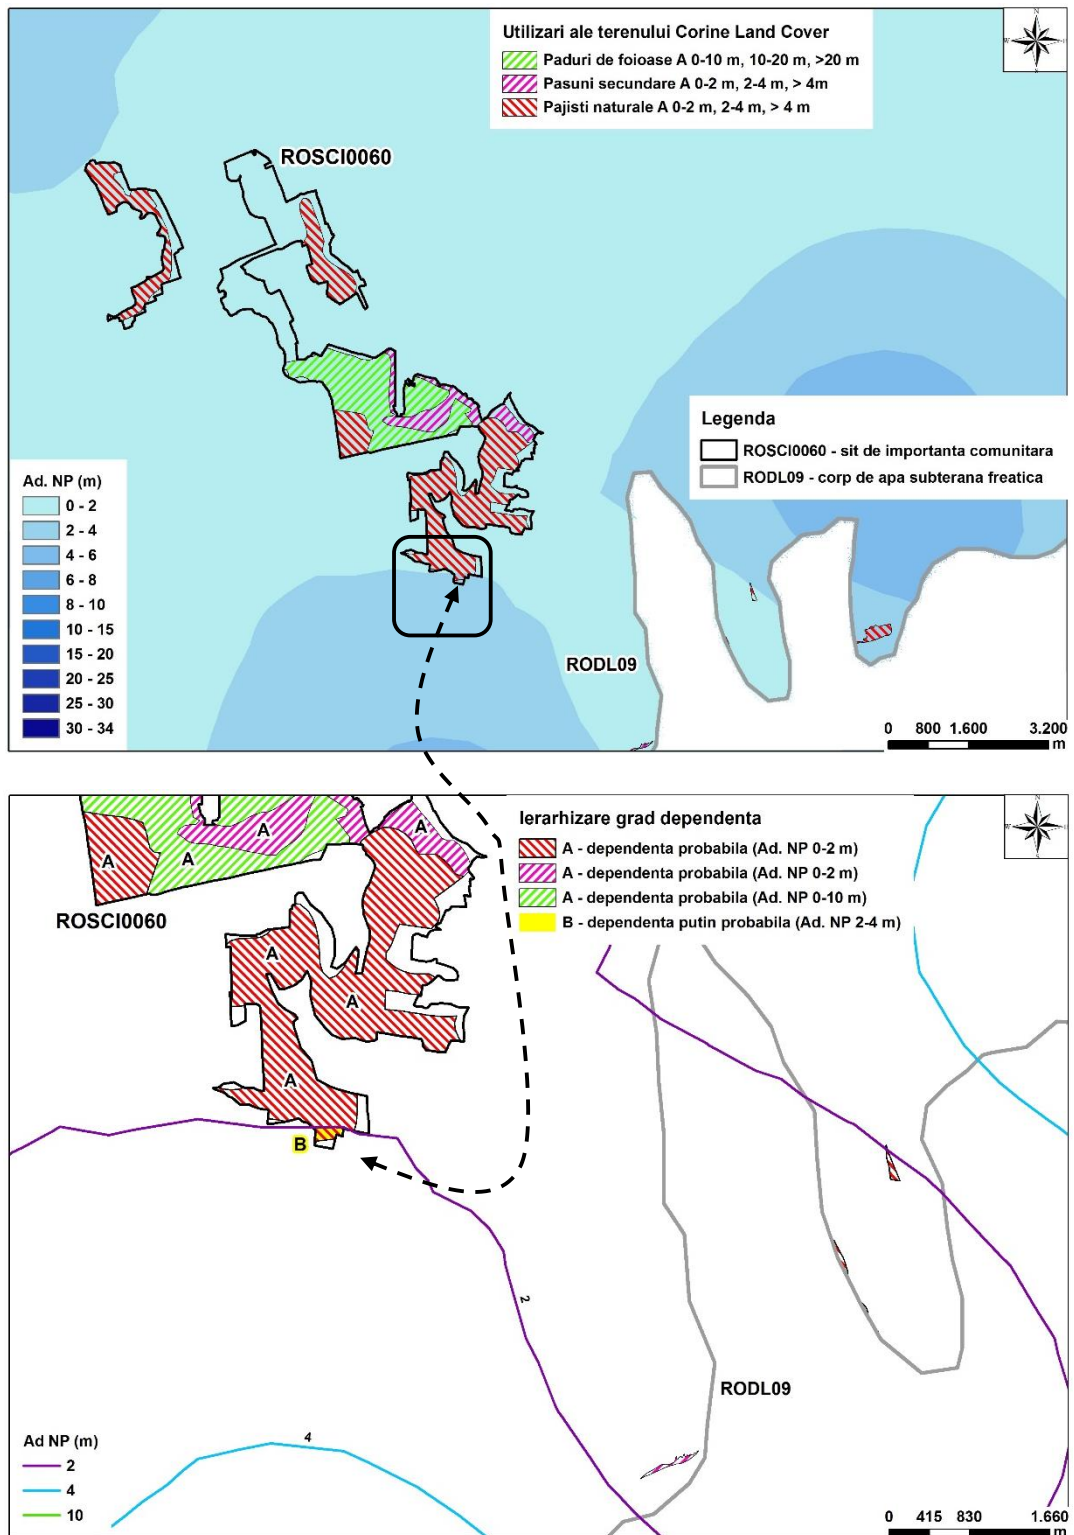 Utilizari ale terenului Corine Land Cover
Paduri de foioase A 0-10 m, 10-20 m, >20 m
Pasuni secundare A 0-2 m, 2-4 m, > 4m
Pajisti naturale A 0-2 m, 2-4 m, > 4 m
ROSCI0060
Legenda
ROSCI0060 - sit de importanta comunitara
RODL09 - corp de apa subterana freatica
Ad. NP (m)
0 - 2
2 - 4
4 - 6
6 - 8
8 - 10
10 - 15
15 - 20
20 - 25
25 - 30
30 - 34
RODL09
0 800 1.600 3.200
m
Ierarhizare grad dependenta
A - dependenta probabila (Ad. NP 0-2 m)
A - dependenta probabila (Ad. NP 0-2 m)
A - dependenta probabila (Ad. NP 0-10 m)
B - dependenta putin probabila (Ad. NP 2-4 m)
A
A
A
A
ROSCI0060
A
A
A
B
2
RODL09
4
Ad NP (m)
2
4
10
0 415 830 1.660
m